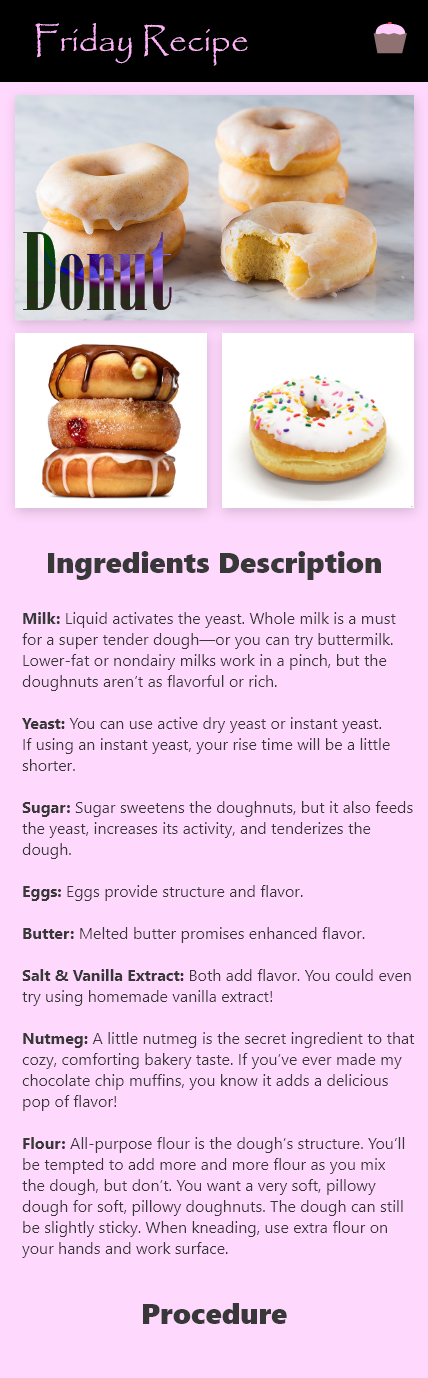 Friday Recipe
Donut
Ingredients Description
Milk: Liquid activates the yeast. Whole milk is a must
for a super tender dough—or you can try buttermilk.
Lower-fat or nondairy milks work in a pinch, but the
doughnuts aren’t as flavorful or rich.
Yeast: You can use active dry yeast or instant yeast.
If using an instant yeast, your rise time will be a little
shorter.
Sugar: Sugar sweetens the doughnuts, but it also feeds
the yeast, increases its activity, and tenderizes the
dough.
Eggs: Eggs provide structure and flavor.
Butter: Melted butter promises enhanced flavor.
Salt & Vanilla Extract: Both add flavor. You could even
try using homemade vanilla extract!
Nutmeg: A little nutmeg is the secret ingredient to that
cozy, comforting bakery taste. If you’ve ever made my
chocolate chip muffins, you know it adds a delicious
pop of flavor!
Flour: All-purpose flour is the dough’s structure. You’ll
be tempted to add more and more flour as you mix
the dough, but don’t. You want a very soft, pillowy
dough for soft, pillowy doughnuts. The dough can still
be slightly sticky. When kneading, use extra flour on
your hands and work surface.
Procedure